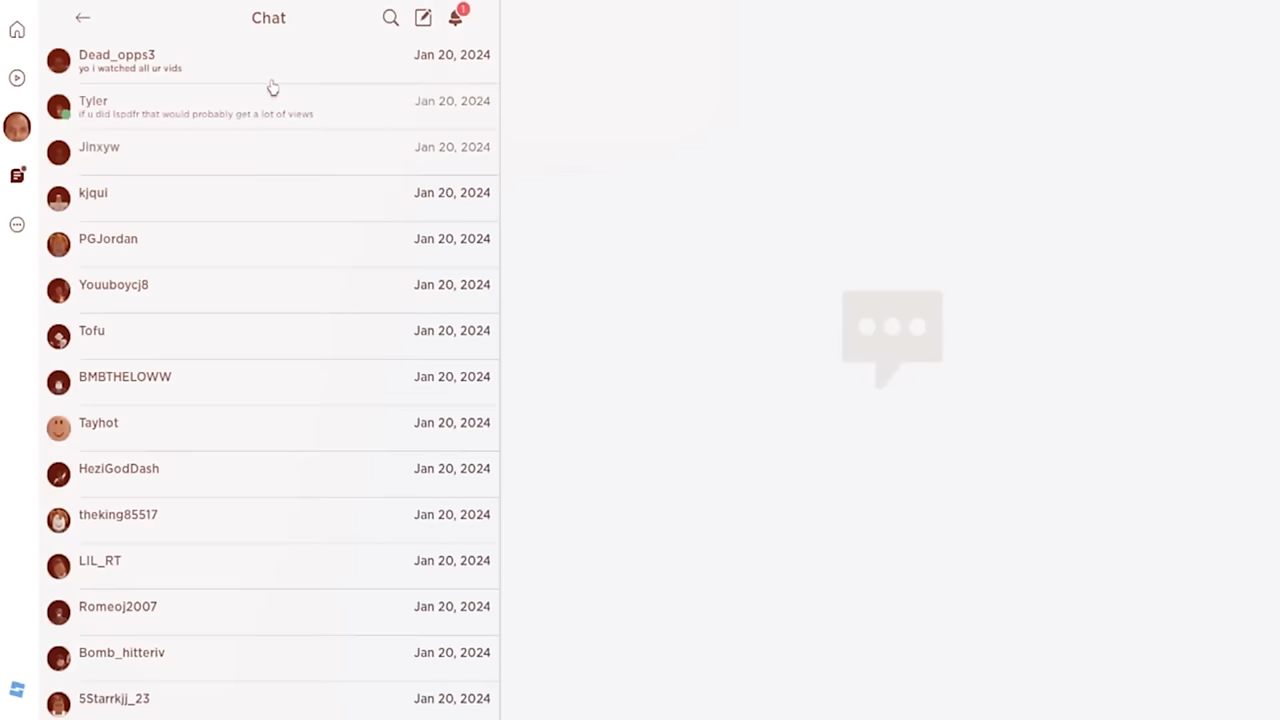 Chat
1
Dead_opps3 Jan 20, 2024
yo i watched all ur vids
Tyler Jan 20, 2024
if u did lspdfr that would probably get a lot of views
Jinxyw Jan 20, 2024
kjqui Jan 20, 2024
PGJordan Jan 20, 2024
Youuboycj8 Jan 20, 2024
Tofu Jan 20, 2024
BMBTHELOWW Jan 20, 2024
Tayhot Jan 20, 2024
HeziGodDash Jan 20, 2024
theking85517 Jan 20, 2024
LIL_RT Jan 20, 2024
Romeoj2007 Jan 20, 2024
Bomb_hitteriv Jan 20, 2024
5Starrkjj_23 Jan 20, 2024